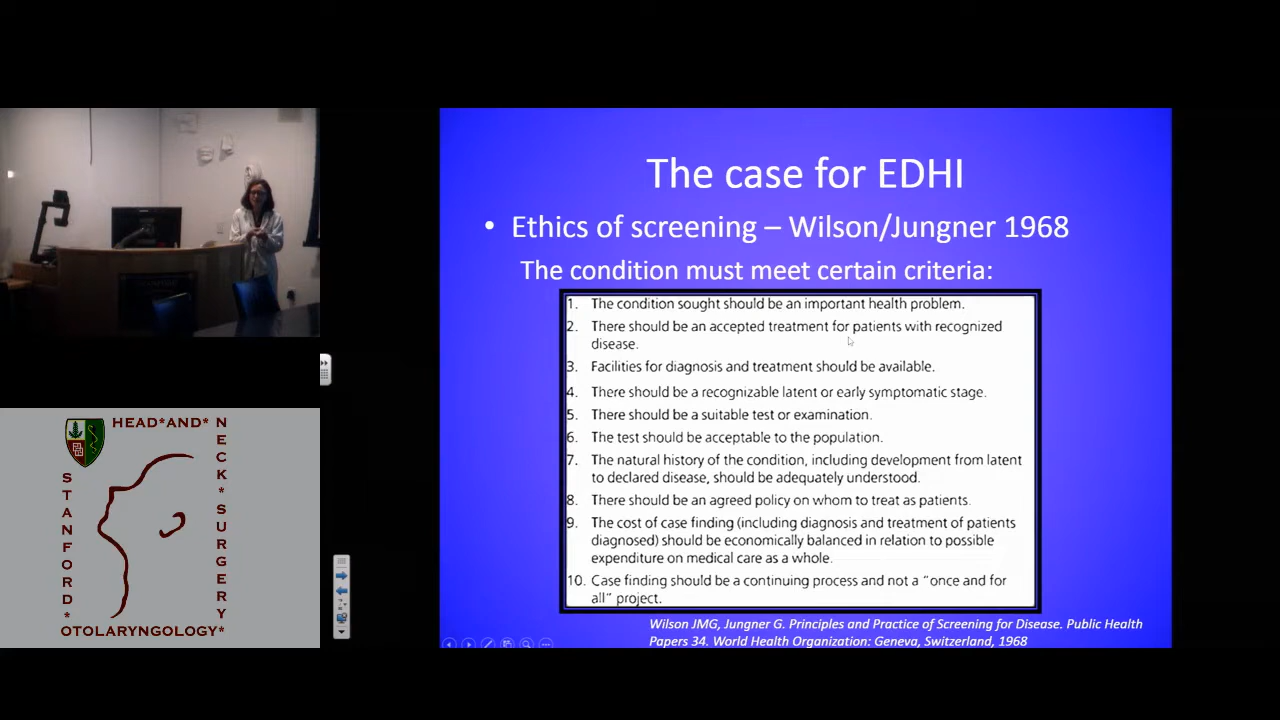 The case for EDHI
• Ethics of screening – Wilson/Jungner 1968
The condition must meet certain criteria:
1. The condition sought should be an important health problem.
2. There should be an accepted treatment for patients with recognized
disease.
3. Facilities for diagnosis and treatment should be available.
4. There should be a recognizable latent or early symptomatic stage.
5. There should be a suitable test or examination.
6. The test should be acceptable to the population.
7. The natural history of the condition, including development from latent
to declared disease, should be adequately understood.
8. There should be an agreed policy on whom to treat as patients.
9. The cost of case finding (including diagnosis and treatment of patients
diagnosed) should be economically balanced in relation to possible
expenditure on medical care as a whole.
10. Case finding should be a continuing process and not a "once and for
all" project.
Wilson JMG, Jungner G. Principles and Practice of Screening for Disease. Public Health
Papers 34. World Health Organization: Geneva, Switzerland, 1968
STANFORD*
HEAD*AND*
NECK*SURGERY
OTOLARYNGOLOGY*